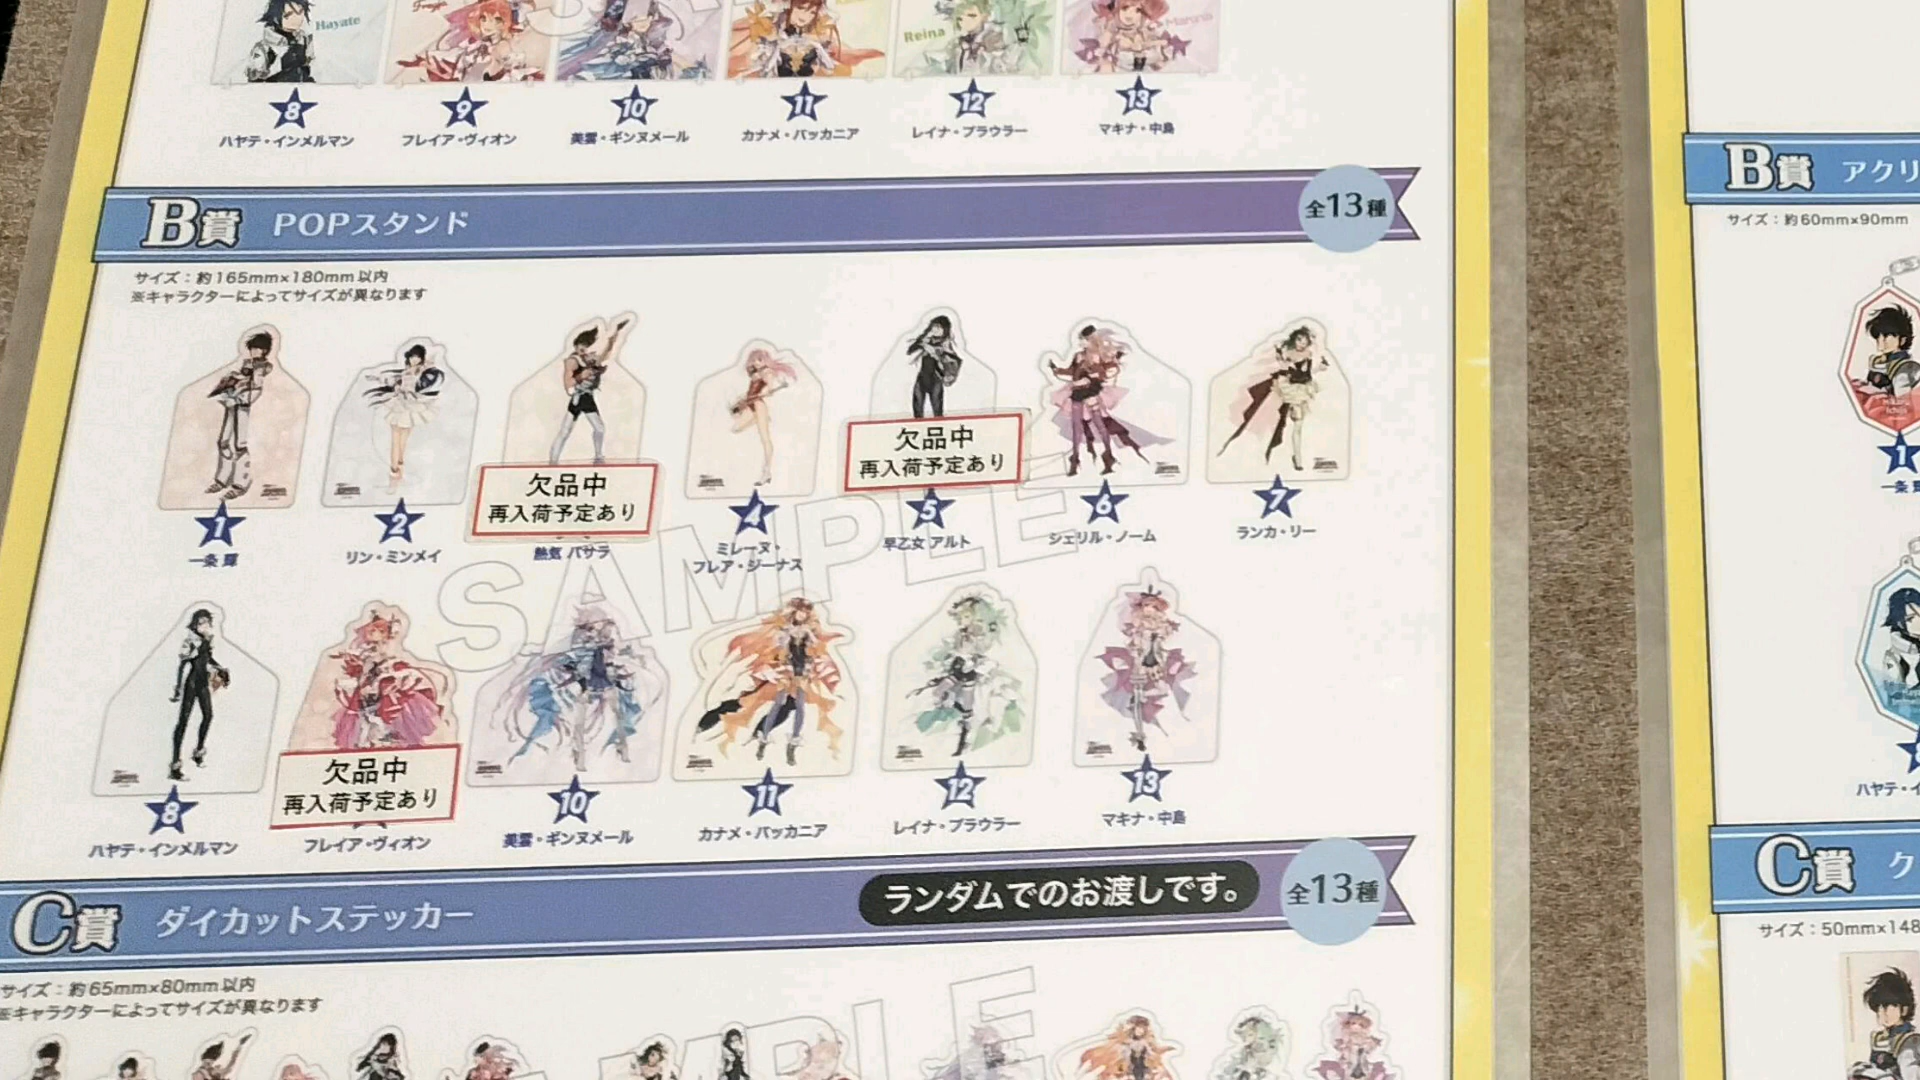 Hayate
Reina
Makina
8
9
10
11
12
13
ハヤテ・インメルマン
フレイア・ヴィオン
美雲・ギンヌメール
カナメ・バッカニア
レイナ・プラウラー
マキナ・中島
B賞 POPスタンド
全13種
サイズ：約165mm×180mm以内
※キャラクターによってサイズが異なります
欠品中
再入荷予定あり
欠品中
再入荷予定あり
1
2
4
5
6
7
一条 輝
リン・ミンメイ
熱気 バサラ
ミレーヌ・
フレア・ジーナス
早乙女 アルト
シェリル・ノーム
ランカ・リー
SAMPLE
欠品中
再入荷予定あり
8
10
11
12
13
ハヤテ・インメルマン
フレイア・ヴィオン
美雲・ギンヌメール
カナメ・バッカニア
レイナ・プラウラー
マキナ・中島
C賞 ダイカットステッカー
ランダムでのお渡しです。
全13種
サイズ：約65mm×80mm以内
※キャラクターによってサイズが異なります
B賞 アクリ
サイズ：約60mm×90mm
1
一条
ハヤテ・イ
C賞 ク
サイズ：50mm×148